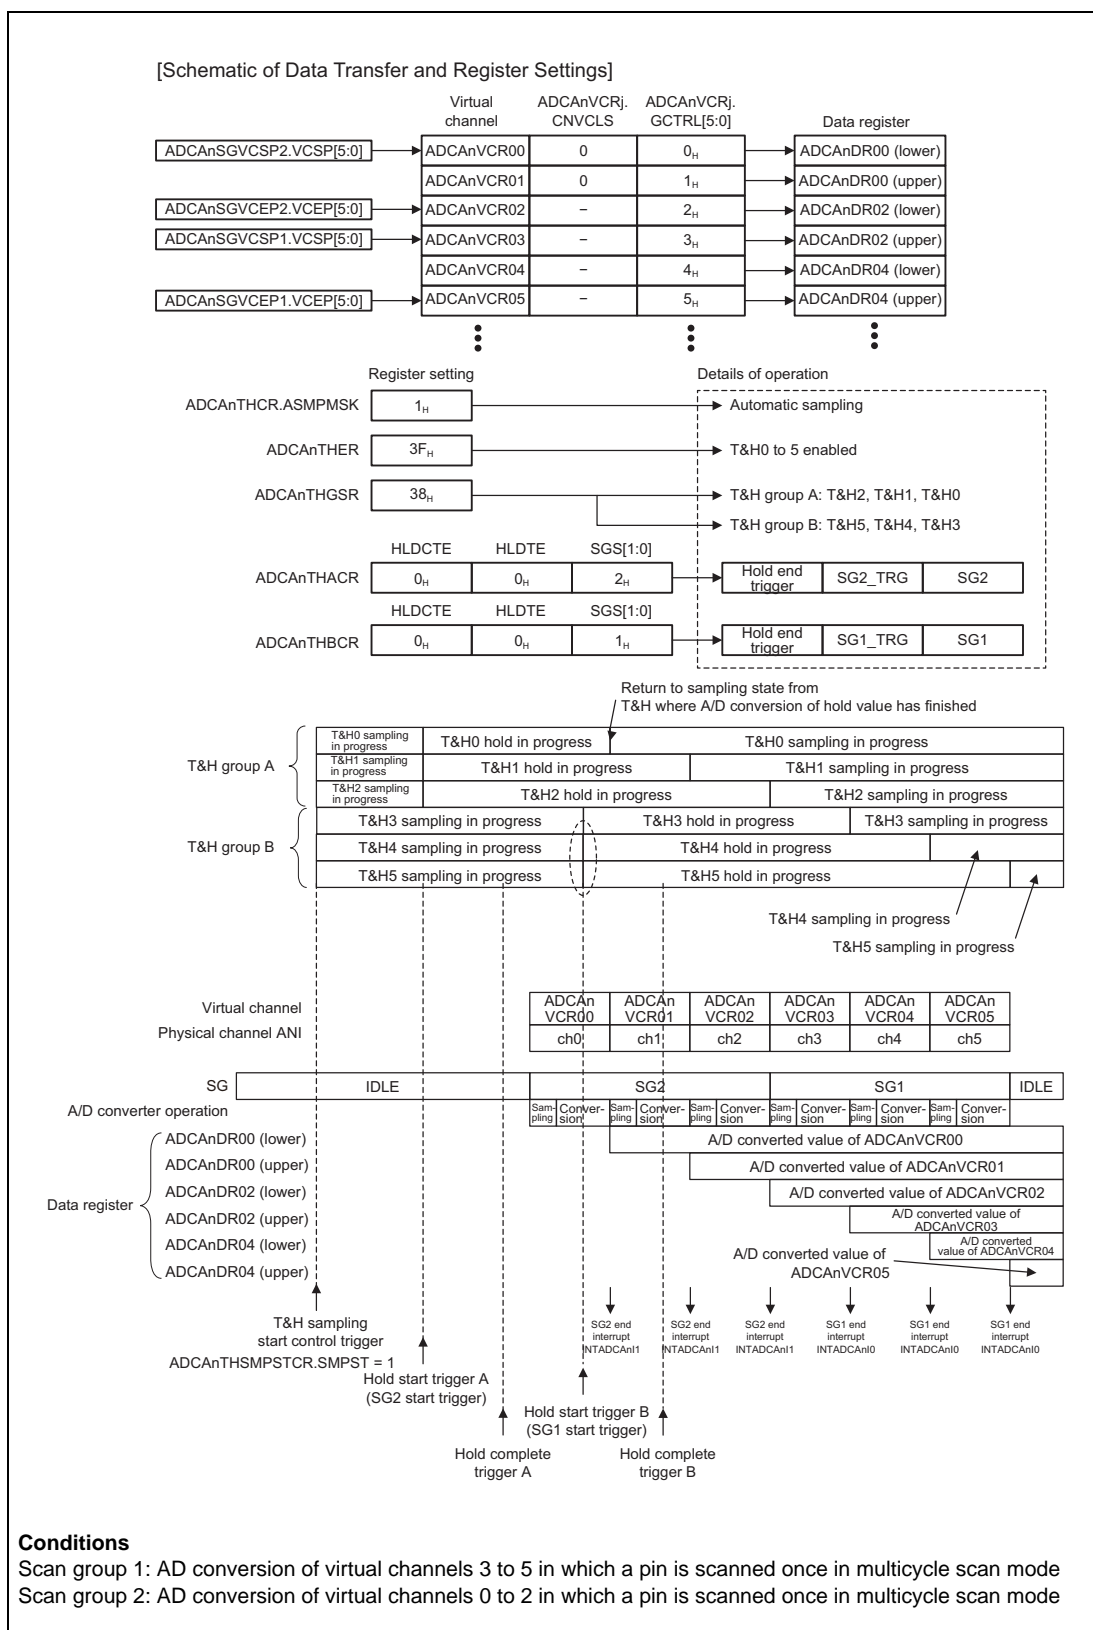 [Schematic of Data Transfer and Register Settings]
Virtual channel ADCAnVCRj. CNVCLS ADCAnVCRj. GCTRL[5:0] Data register
ADCAnSGVCSP2.VCSP[5:0] ADCAnVCR00 0 0H ADCAnDR00 (lower)
ADCAnVCR01 0 1H ADCAnDR00 (upper)
ADCAnSGVCEP2.VCEP[5:0] ADCAnVCR02 – 2H ADCAnDR02 (lower)
ADCAnSGVCSP1.VCSP[5:0] ADCAnVCR03 – 3H ADCAnDR02 (upper)
ADCAnVCR04 – 4H ADCAnDR04 (lower)
ADCAnSGVCEP1.VCEP[5:0] ADCAnVCR05 – 5H ADCAnDR04 (upper)
Register setting Details of operation
ADCAnTHCR.ASMPMSK 1H Automatic sampling
ADCAnTHER 3FH T&H0 to 5 enabled
ADCAnTHGSR 38H T&H group A: T&H2, T&H1, T&H0
T&H group B: T&H5, T&H4, T&H3
HLDCTE HLDTE SGS[1:0]
ADCAnTHACR 0H 0H 2H Hold end trigger SG2_TRG SG2
HLDCTE HLDTE SGS[1:0]
ADCAnTHBCR 0H 0H 1H Hold end trigger SG1_TRG SG1
Return to sampling state from
T&H where A/D conversion of hold value has finished
T&H group A
T&H0 sampling in progress T&H0 hold in progress T&H0 sampling in progress
T&H1 sampling in progress T&H1 hold in progress T&H1 sampling in progress
T&H2 sampling in progress T&H2 hold in progress T&H2 sampling in progress
T&H group B
T&H3 sampling in progress T&H3 hold in progress T&H3 sampling in progress
T&H4 sampling in progress T&H4 hold in progress
T&H5 sampling in progress T&H5 hold in progress
T&H4 sampling in progress
T&H5 sampling in progress
Virtual channel ADCAn VCR00 ADCAn VCR01 ADCAn VCR02 ADCAn VCR03 ADCAn VCR04 ADCAn VCR05
Physical channel ANI ch0 ch1 ch2 ch3 ch4 ch5
SG IDLE SG2 SG1 IDLE
A/D converter operation Sam-pling Conver-sion Sam-pling Conver-sion Sam-pling Conver-sion Sam-pling Conver-sion Sam-pling Conver-sion Sam-pling Conver-sion
Data register
ADCAnDR00 (lower) A/D converted value of ADCAnVCR00
ADCAnDR00 (upper) A/D converted value of ADCAnVCR01
ADCAnDR02 (lower) A/D converted value of ADCAnVCR02
ADCAnDR02 (upper) A/D converted value of ADCAnVCR03
ADCAnDR04 (lower) A/D converted value of ADCAnVCR04
ADCAnDR04 (upper) A/D converted value of ADCAnVCR05
T&H sampling
start control trigger
ADCAnTHSMPSTCR.SMPST = 1
SG2 end interrupt INTADCAnI1
SG2 end interrupt INTADCAnI1
SG2 end interrupt INTADCAnI1
SG1 end interrupt INTADCAnI0
SG1 end interrupt INTADCAnI0
SG1 end interrupt INTADCAnI0
Hold start trigger A
(SG2 start trigger)
Hold start trigger B
(SG1 start trigger)
Hold complete
trigger A
Hold complete
trigger B
Conditions
Scan group 1: AD conversion of virtual channels 3 to 5 in which a pin is scanned once in multicycle scan mode
Scan group 2: AD conversion of virtual channels 0 to 2 in which a pin is scanned once in multicycle scan mode